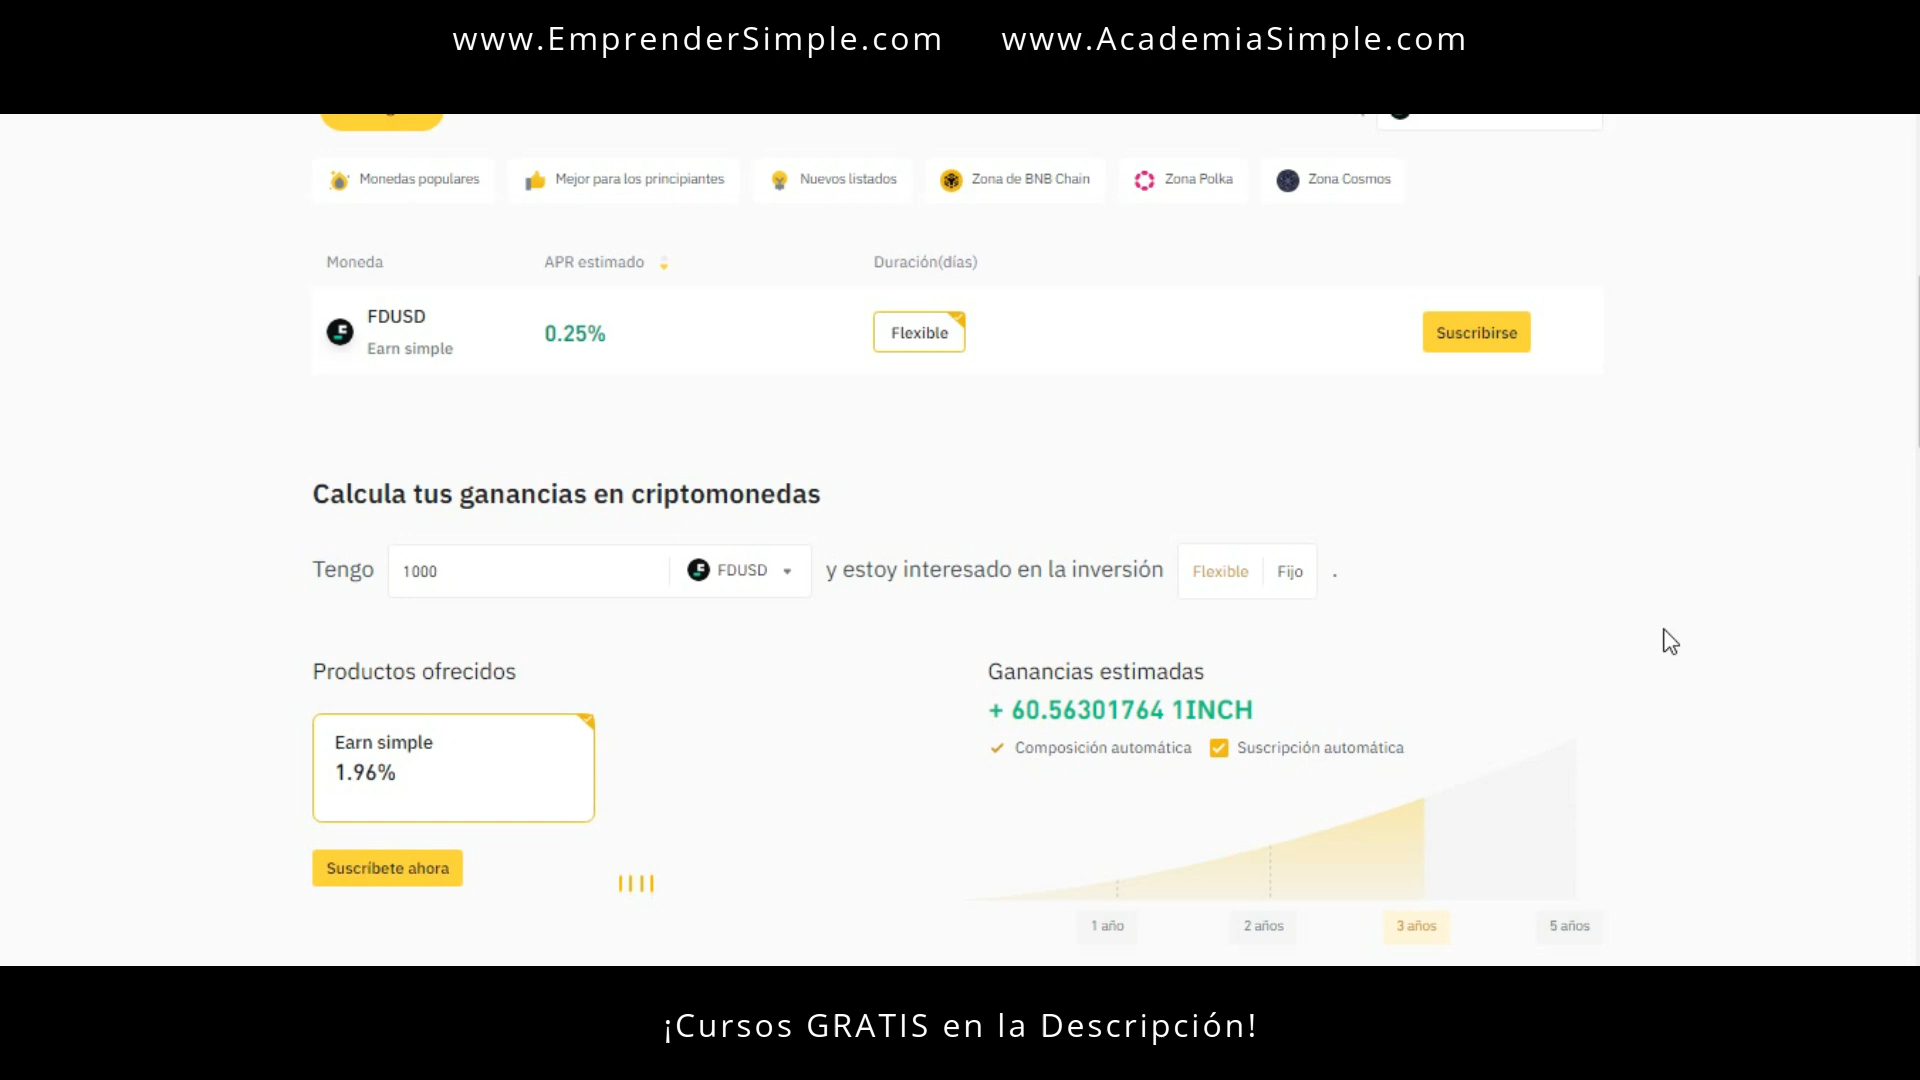 www.EmprenderSimple.com www.AcademiaSimple.com
Monedas populares Mejor para los principiantes Nuevos listados Zona de BNB Chain Zona Polka Zona Cosmos
Moneda APR estimado Duración(días)
FDUSD
Earn simple
0.25%
Flexible
Suscribirse
Calcula tus ganancias en criptomonedas
Tengo 1000 FDUSD y estoy interesado en la inversión Flexible Fijo .
Productos ofrecidos
Earn simple
1.96%
Suscríbete ahora
Ganancias estimadas
+ 60.56301764 1INCH
Composición automática Suscripción automática
1 año 2 años 3 años 5 años
¡Cursos GRATIS en la Descripción!